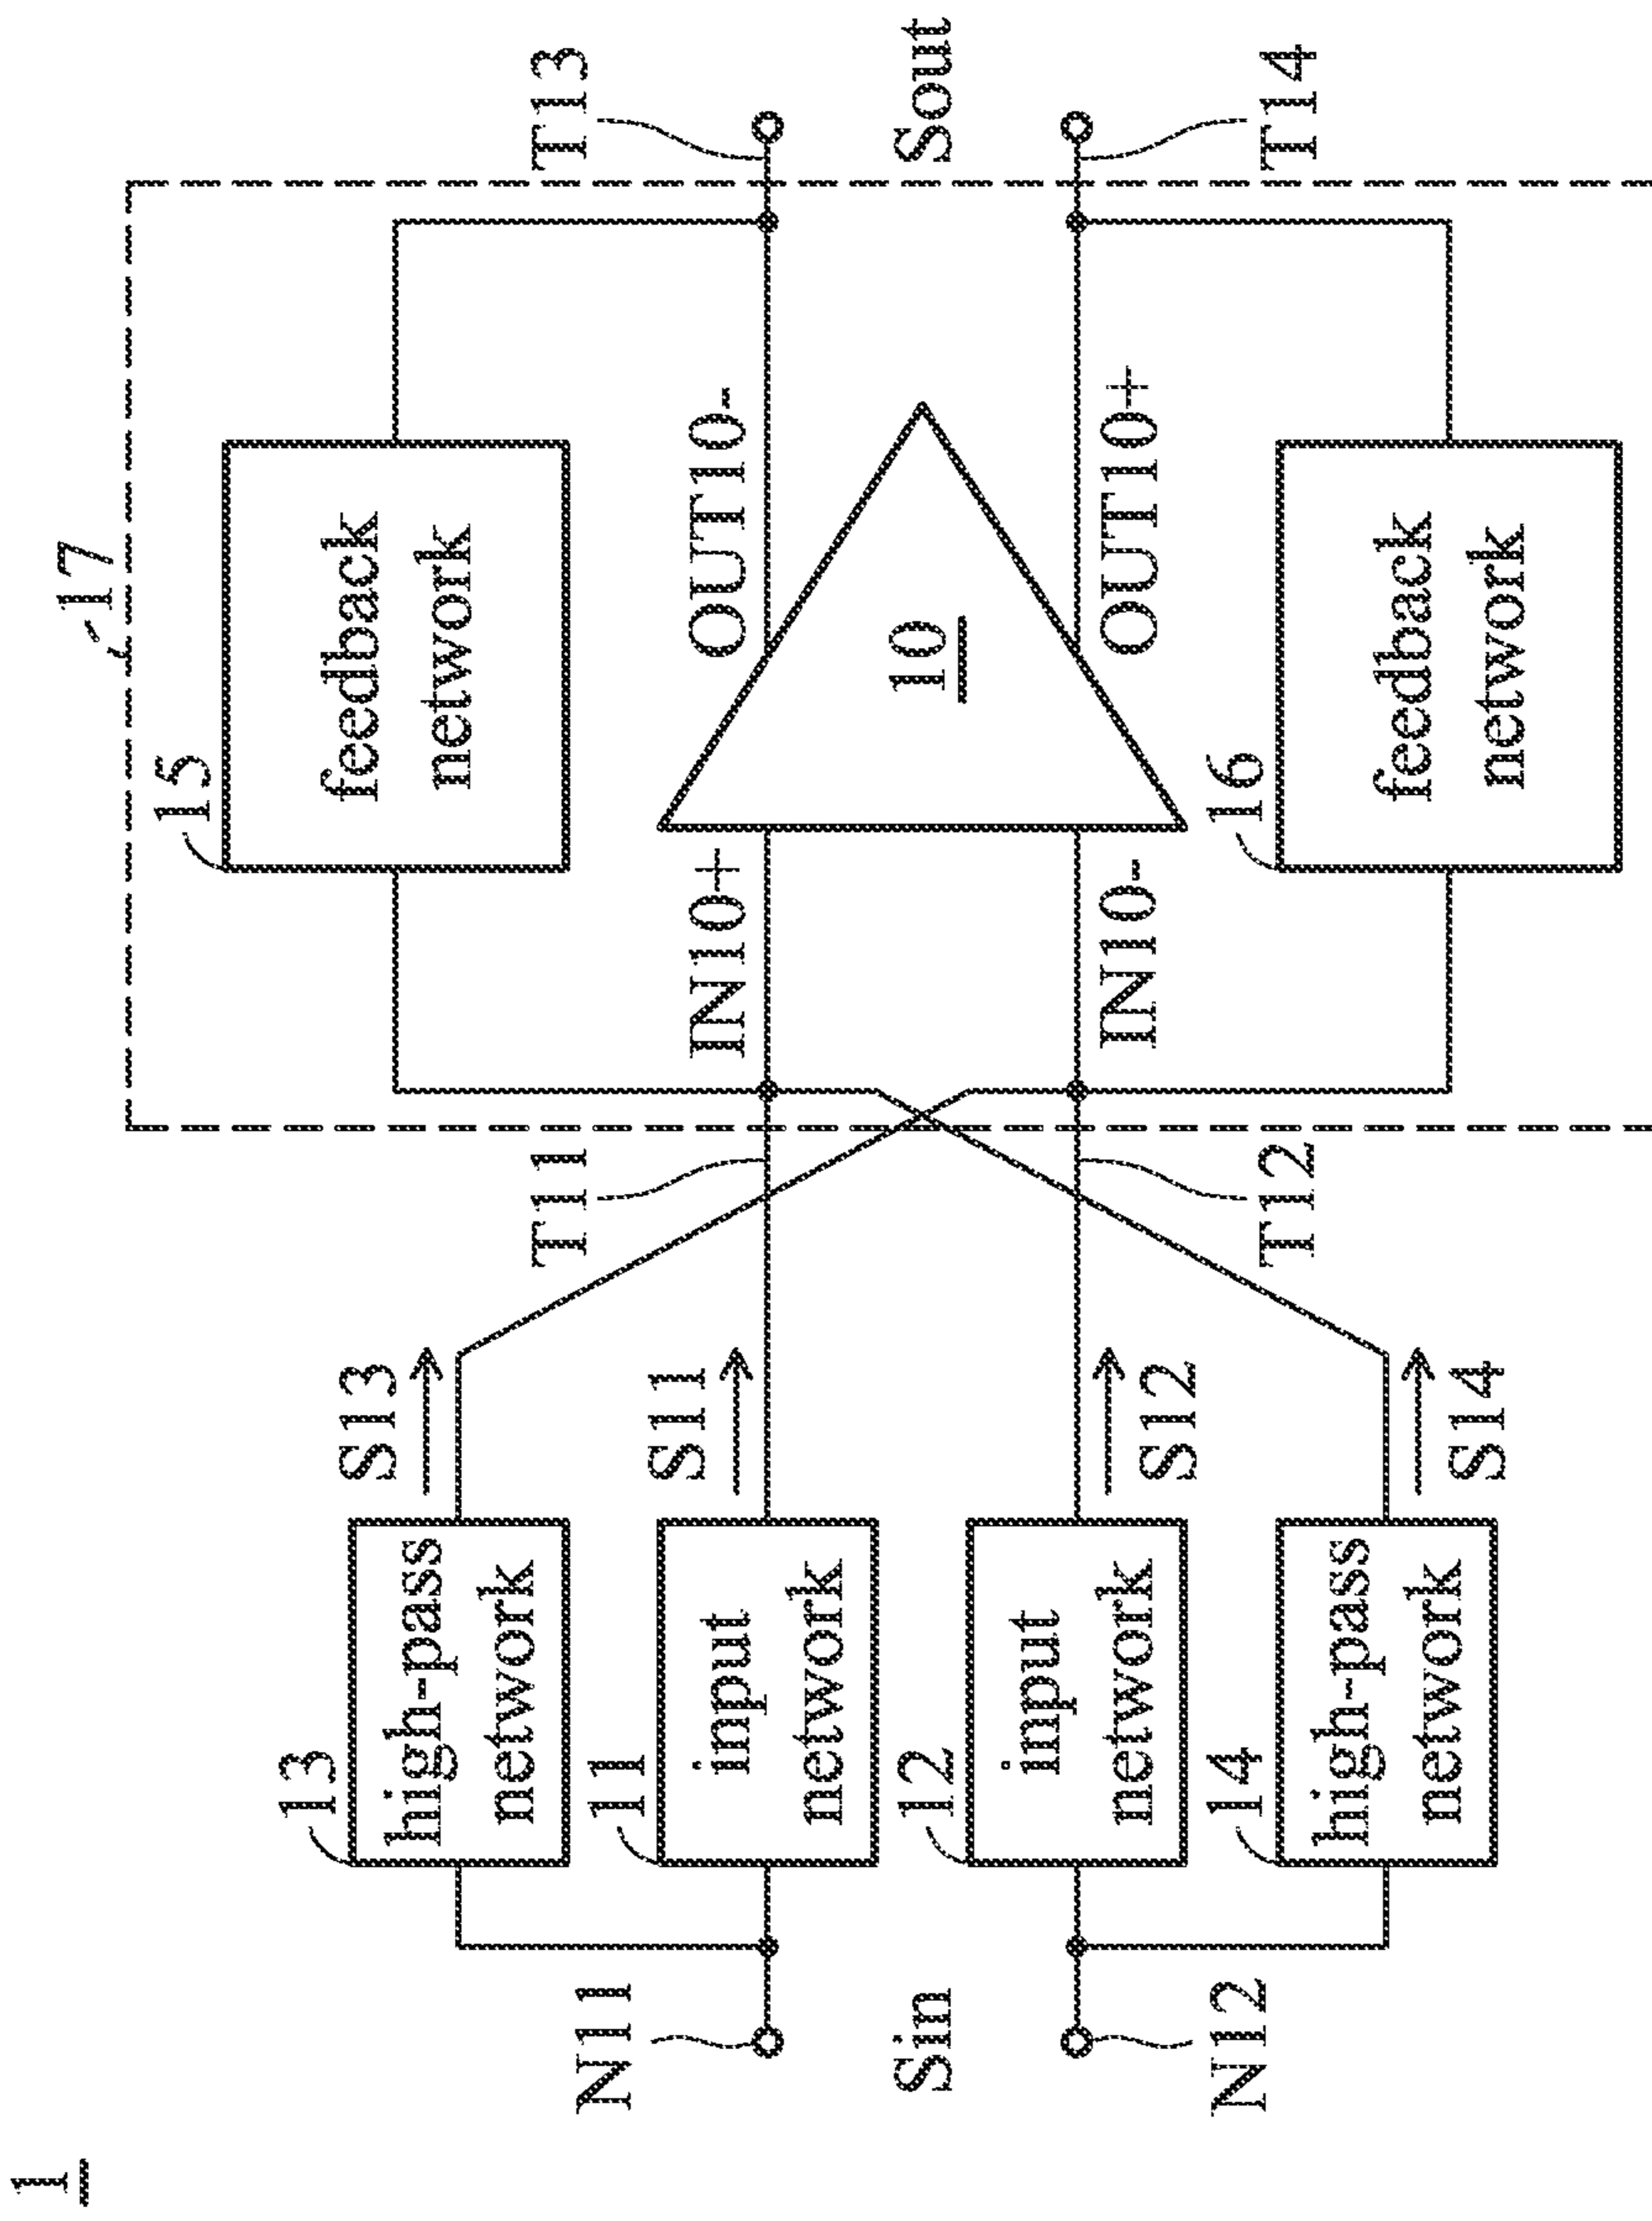 1
17
15
feedback
network
T13
OUT10-
IN10+
T11
S13
13
high-pass
network
S11
11
input
network
N11
Sin
10
Sout
12
input
network
S12
IN10-
OUT10+
T12
T14
N12
14
high-pass
network
S14
16
feedback
network